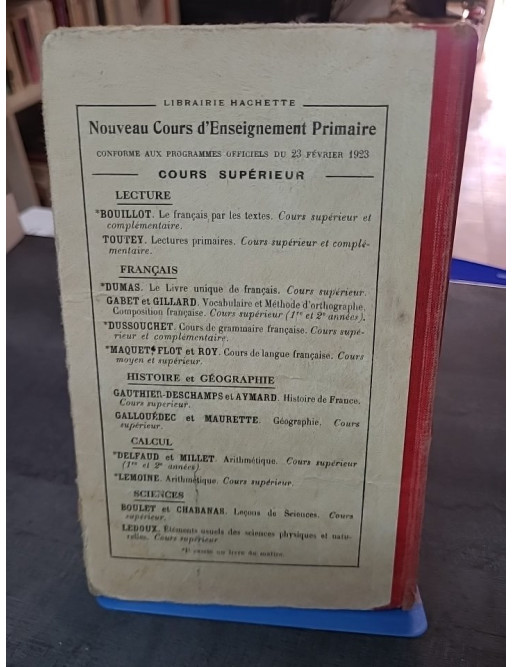 LIBRAIRIE HACHETTE
Nouveau Cours d'Enseignement Primaire
CONFORME AUX PROGRAMMES OFFICIELS DU 23 FÉVRIER 1923
COURS SUPÉRIEUR
LECTURE
*BOUILLOT. Le français par les textes. Cours supérieur et
complémentaire.
TOUTEY. Lectures primaires. Cours supérieur et complé-
mentaire.
FRANÇAIS
*DUMAS. Le Livre unique de français. Cours supérieur.
GABET et GILLARD. Vocabulaire et Méthode d'orthographe,
Composition française. Cours supérieur (1re et 2e années).
*DUSSOUCHET. Cours de grammaire française. Cours supé-
rieur et complémentaire.
*MAQUET, FLOT et ROY. Cours de langue française. Cours
moyen et supérieur.
HISTOIRE et GÉOGRAPHIE
GAUTHIER-DESCHAMPS et AYMARD. Histoire de France.
Cours supérieur.
GALLOUÉDEC et MAURETTE. Géographie. Cours
supérieur.
CALCUL
*DELFAUD et MILLET. Arithmétique. Cours supérieur
(1re et 2e années).
*LEMOINE. Arithmétique. Cours supérieur.
SCIENCES
BOULET et CHABANAS. Leçons de Sciences. Cours
supérieur.
LEDOUX. Éléments usuels des sciences physiques et natu-
relles. Cours supérieur.
*Il existe un livre du maître.